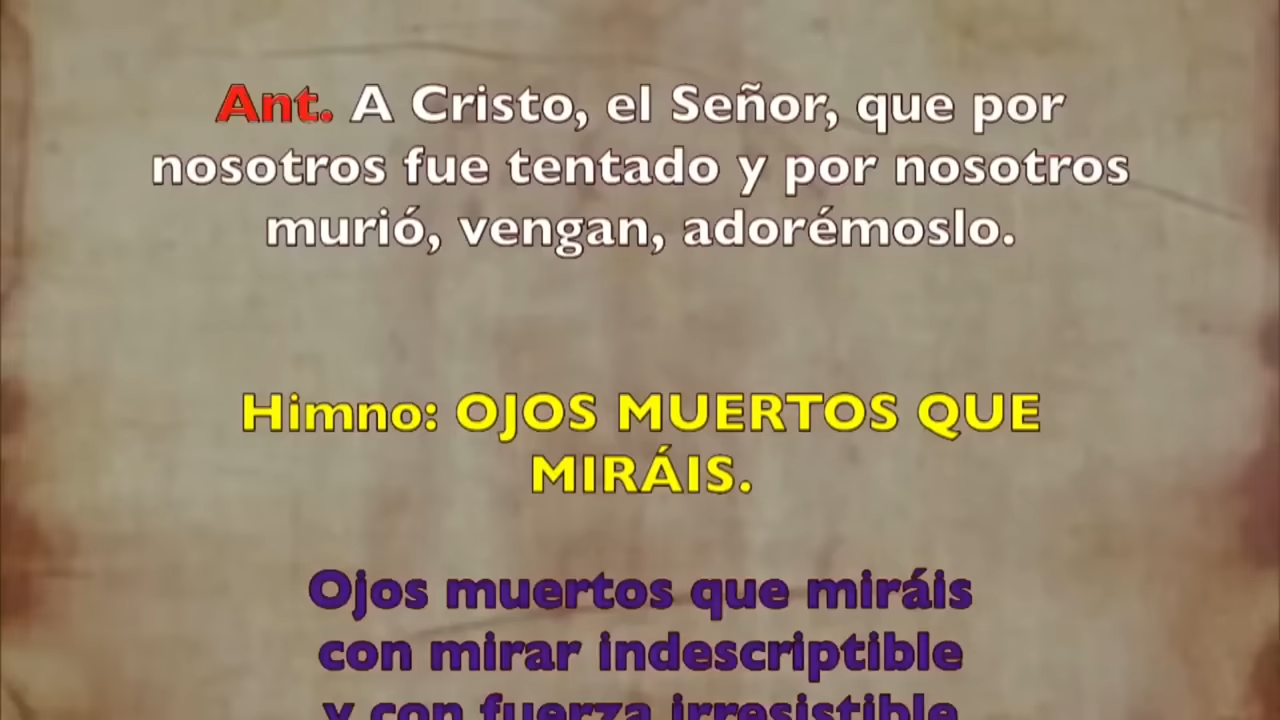 Ant. A Cristo, el Señor, que por
nosotros fue tentado y por nosotros
murió, vengan, adorémoslo.
Himno: OJOS MUERTOS QUE
MIRÁIS.
Ojos muertos que miráis
con mirar indescriptible
y con fuerza irresistible